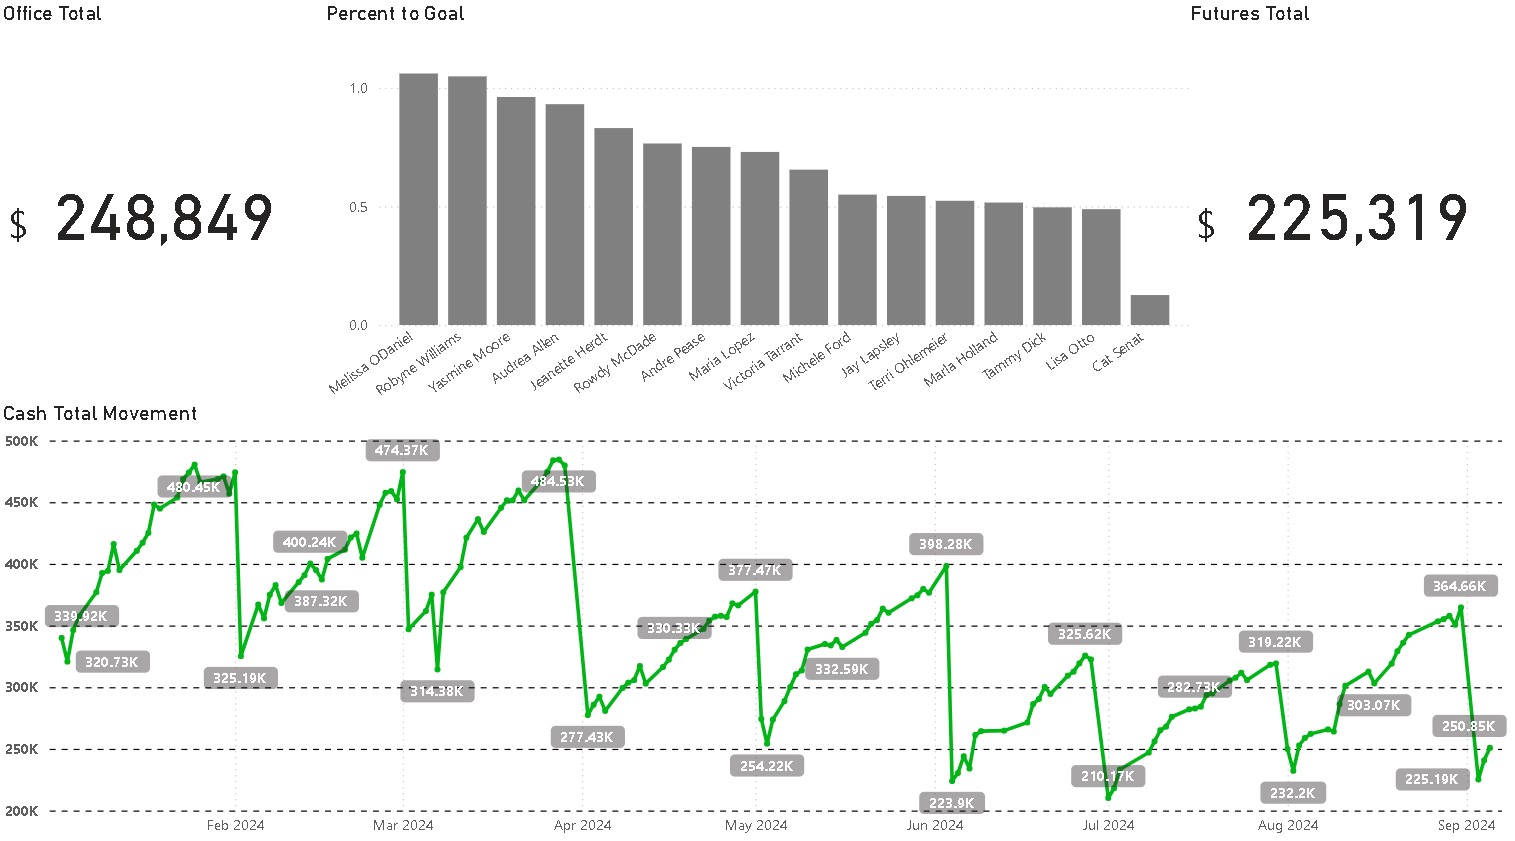 Office Total
Percent to Goal
Futures Total
$ 248,849
1.0
0.5
0.0
Melissa ODaniel
Robyne Williams
Yasmine Moore
Audrea Allen
Jeanette Herdt
Rowdy McDade
Andre Pease
Maria Lopez
Victoria Tarrant
Michele Ford
Jay Lapsley
Terri Ohlemeier
Marla Holland
Tammy Dick
Lisa Otto
Cat Senat
$ 225,319
Cash Total Movement
500K
450K
400K
350K
300K
250K
200K
339.92K
320.73K
480.45K
325.19K
400.24K
387.32K
474.37K
314.38K
484.53K
277.43K
330.33K
377.47K
254.22K
332.59K
398.28K
223.9K
325.62K
210.17K
282.73K
319.22K
232.2K
303.07K
364.66K
225.19K
250.85K
Feb 2024
Mar 2024
Apr 2024
May 2024
Jun 2024
Jul 2024
Aug 2024
Sep 2024